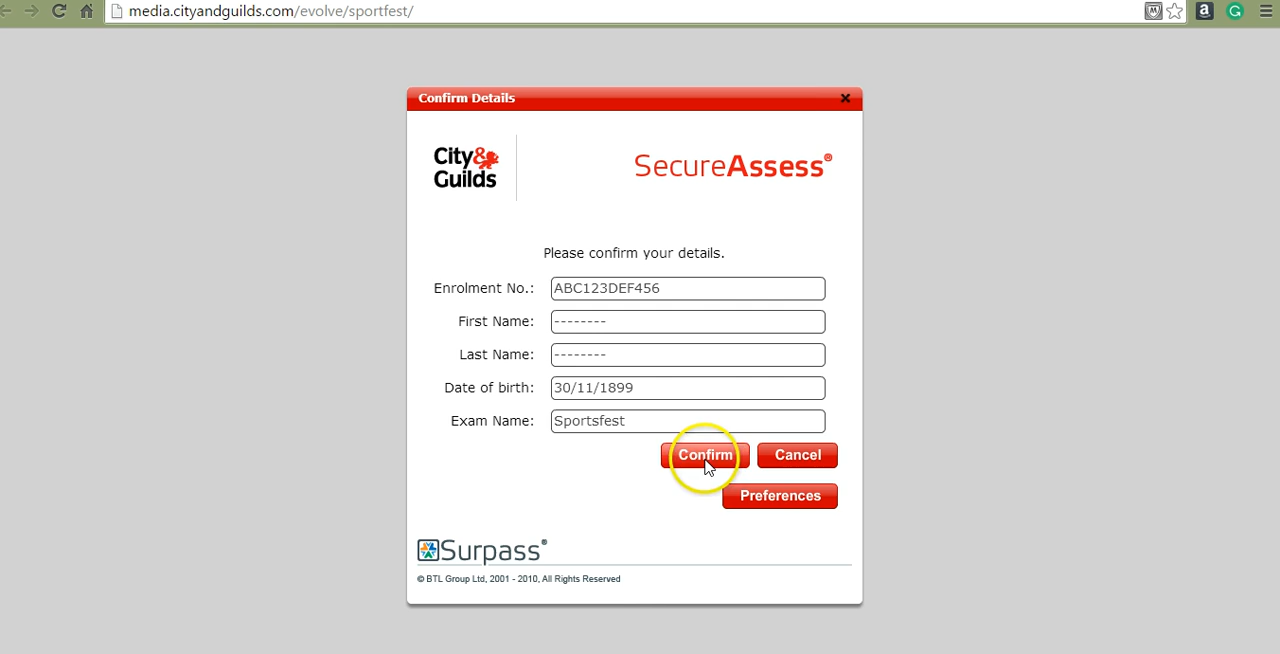 media.cityandguilds.com/evolve/sportfest/
Confirm Details
City&
Guilds
SecureAssess®
Please confirm your details.
Enrolment No.: ABC123DEF456
First Name: --------
Last Name: --------
Date of birth: 30/11/1899
Exam Name: Sportsfest
Confirm Cancel
Preferences
Surpass®
© BTL Group Ltd, 2001 - 2010, All Rights Reserved